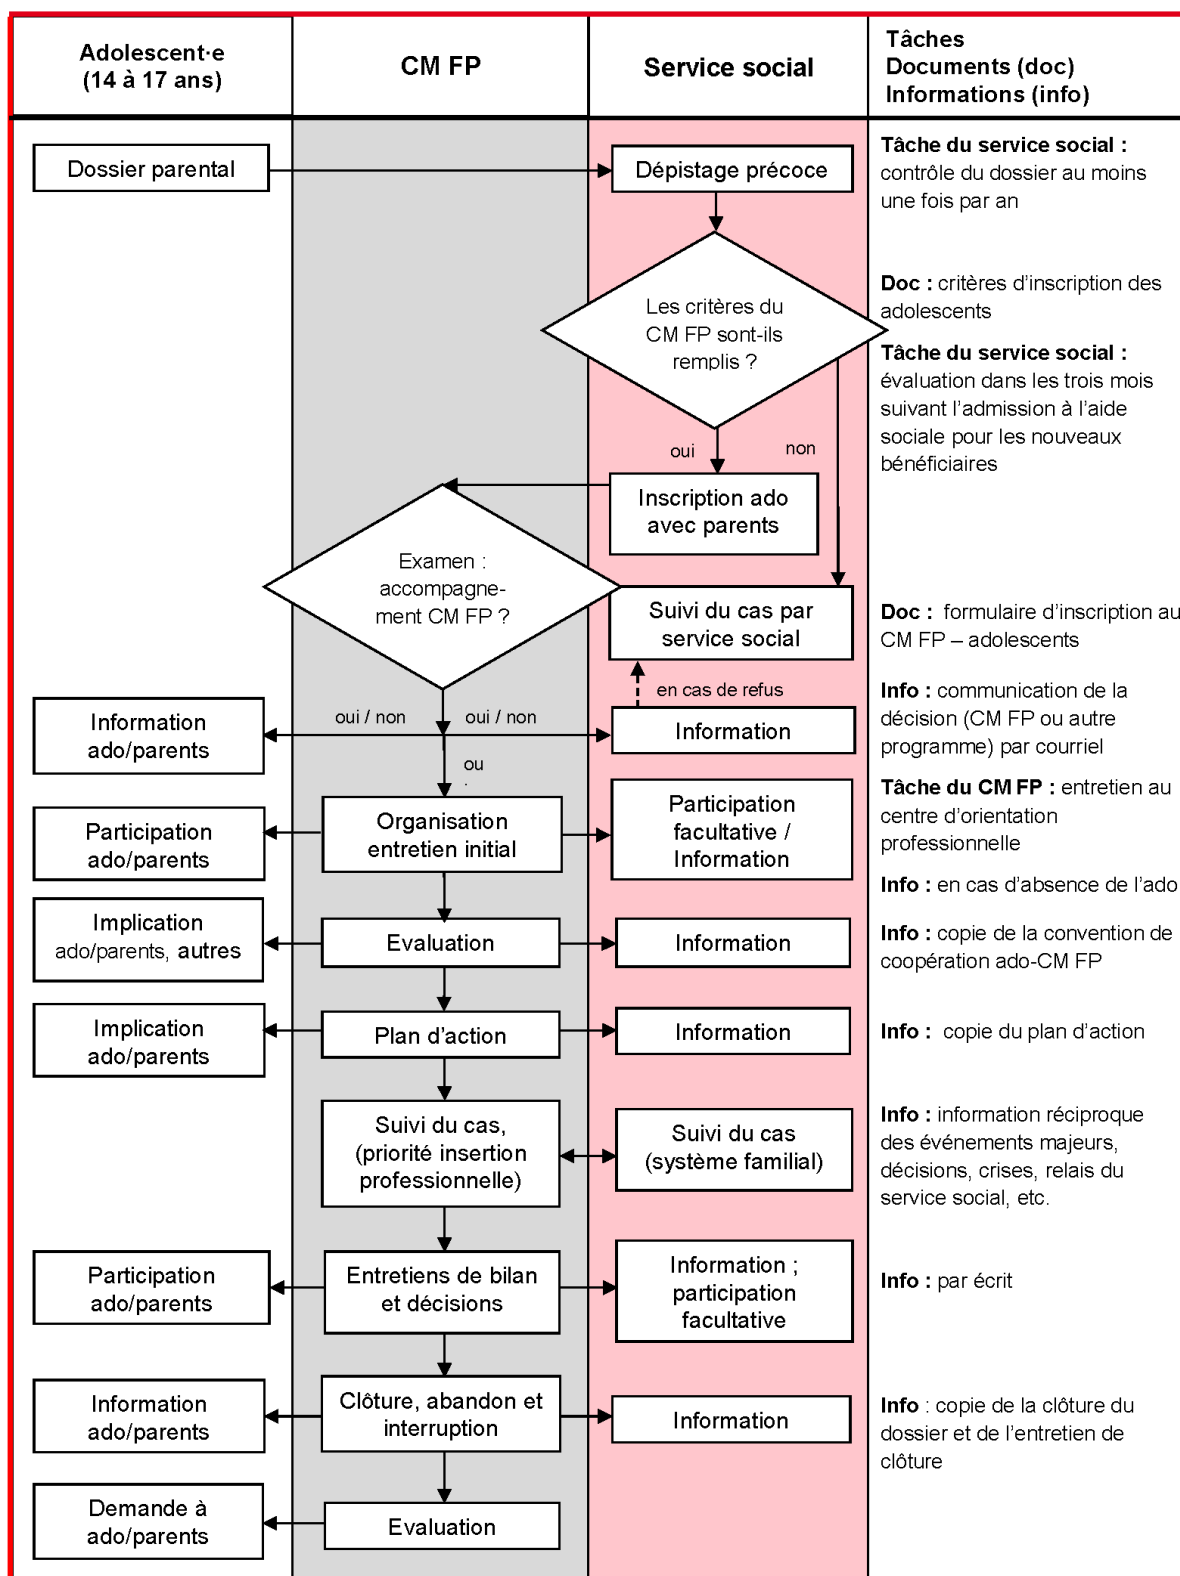 Adolescent·e
(14 à 17 ans)
CM FP
Service social
Tâches
Documents (doc)
Informations (info)
Dossier parental
Dépistage précoce
Tâche du service social :
contrôle du dossier au moins
une fois par an
Les critères du
CM FP sont-ils
remplis ?
Doc : critères d'inscription des
adolescents
Tâche du service social :
évaluation dans les trois mois
suivant l'admission à l'aide
sociale pour les nouveaux
bénéficiaires
oui
non
Inscription ado
avec parents
Examen :
accompagne-
ment CM FP ?
Suivi du cas par
service social
Doc :  formulaire d'inscription au
CM FP – adolescents
en cas de refus
Information
ado/parents
oui / non
oui / non
Information
Info : communication de la
décision (CM FP ou autre
programme) par courriel
ou
Participation
ado/parents
Organisation
entretien initial
Participation
facultative /
Information
Tâche du CM FP : entretien au
centre d'orientation
professionnelle
Info : en cas d'absence de l'ado
Implication
ado/parents, autres
Evaluation
Information
Info : copie de la convention de
coopération ado-CM FP
Implication
ado/parents
Plan d'action
Information
Info :  copie du plan d'action
Suivi du cas,
(priorité insertion
professionnelle)
Suivi du cas
(système familial)
Info : information réciproque
des événements majeurs,
décisions, crises, relais du
service social, etc.
Participation
ado/parents
Entretiens de bilan
et décisions
Information ;
participation
facultative
Info : par écrit
Information
ado/parents
Clôture, abandon et
interruption
Information
Info : copie de la clôture du
dossier et de l'entretien de
clôture
Demande à
ado/parents
Evaluation